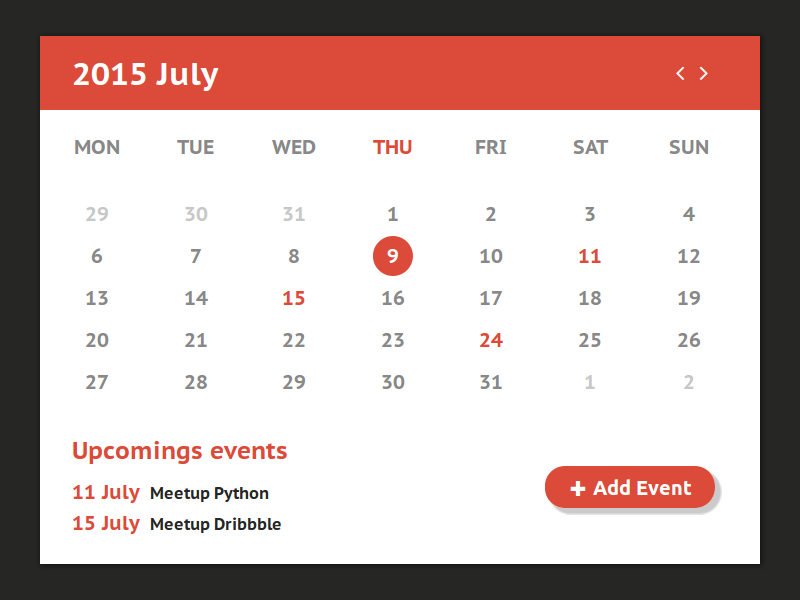 2015 July
MON TUE WED THU FRI SAT SUN
29 30 31 1 2 3 4
6 7 8 9 10 11 12
13 14 15 16 17 18 19
20 21 22 23 24 25 26
27 28 29 30 31 1 2
Upcomings events
11 July Meetup Python
15 July Meetup Dribbble
+ Add Event